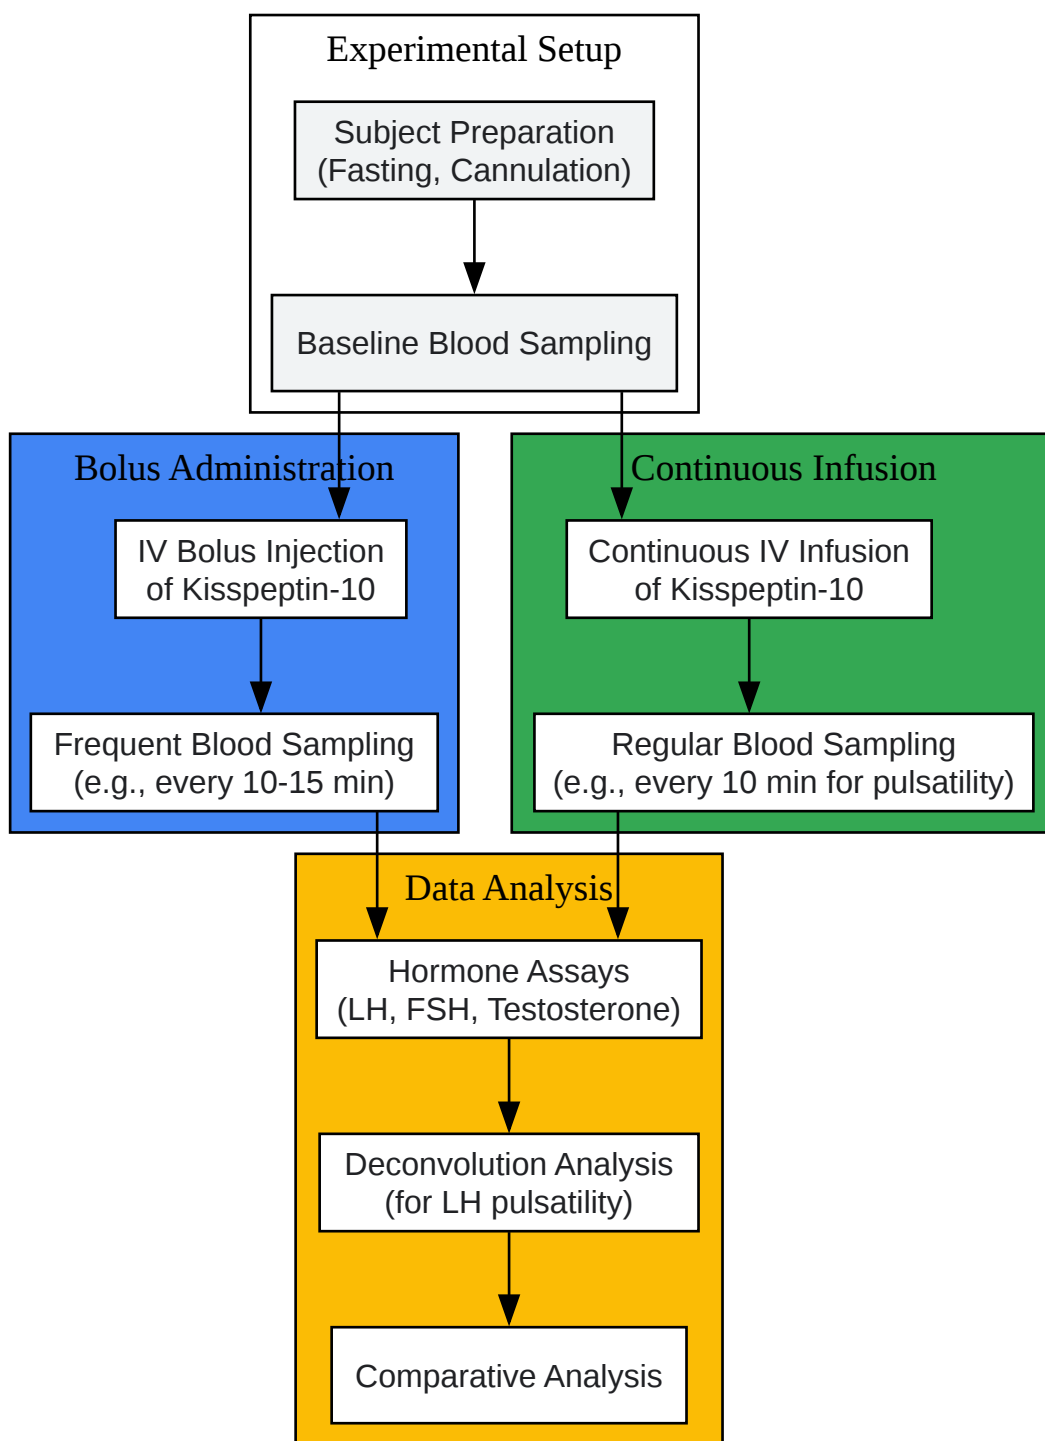 Experimental Setup
Subject Preparation
(Fasting, Cannulation)
Baseline Blood Sampling
Bolus Administration
IV Bolus Injection
of Kisspeptin-10
Frequent Blood Sampling
(e.g., every 10-15 min)
Continuous Infusion
Continuous IV Infusion
of Kisspeptin-10
Regular Blood Sampling
(e.g., every 10 min for pulsatility)
Data Analysis
Hormone Assays
(LH, FSH, Testosterone)
Deconvolution Analysis
(for LH pulsatility)
Comparative Analysis